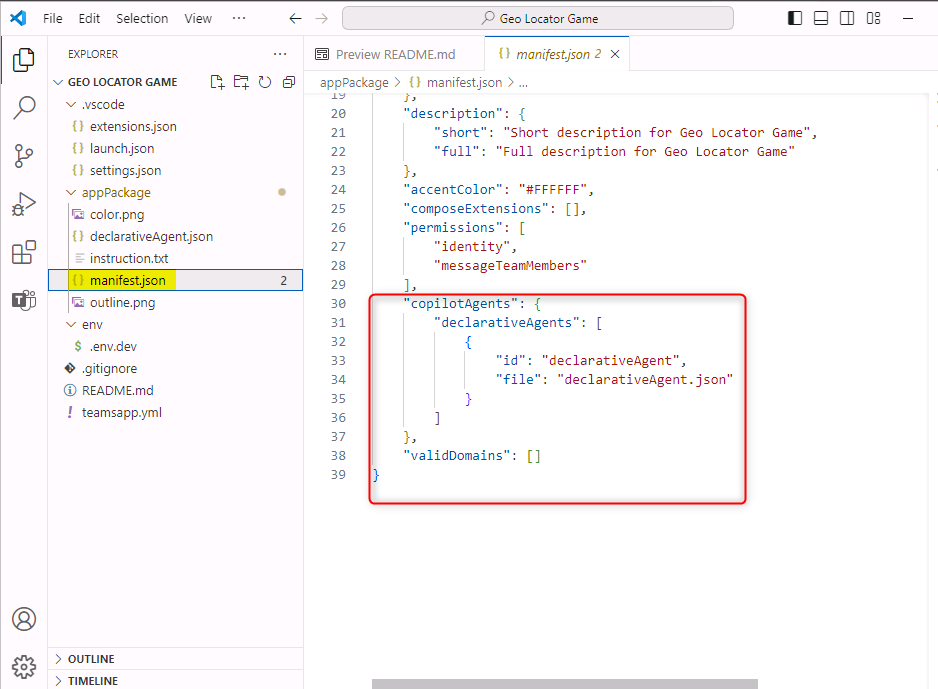 File Edit Selection View ··· Geo Locator Game
EXPLORER ···
GEO LOCATOR GAME
.vscode
{} extensions.json
{} launch.json
{} settings.json
appPackage
color.png
{} declarativeAgent.json
instruction.txt
{} manifest.json 2
outline.png
env
$ .env.dev
.gitignore
README.md
! teamsapp.yml
OUTLINE
TIMELINE
Preview README.md {} manifest.json 2
appPackage > {} manifest.json > ...
19 },
20 "description": {
21 "short": "Short description for Geo Locator Game",
22 "full": "Full description for Geo Locator Game"
23 },
24 "accentColor": "#FFFFFF",
25 "composeExtensions": [],
26 "permissions": [
27 "identity",
28 "messageTeamMembers"
29 ],
30 "copilotAgents": {
31 "declarativeAgents": [
32 {
33 "id": "declarativeAgent",
34 "file": "declarativeAgent.json"
35 }
36 ]
37 },
38 "validDomains": []
39 }